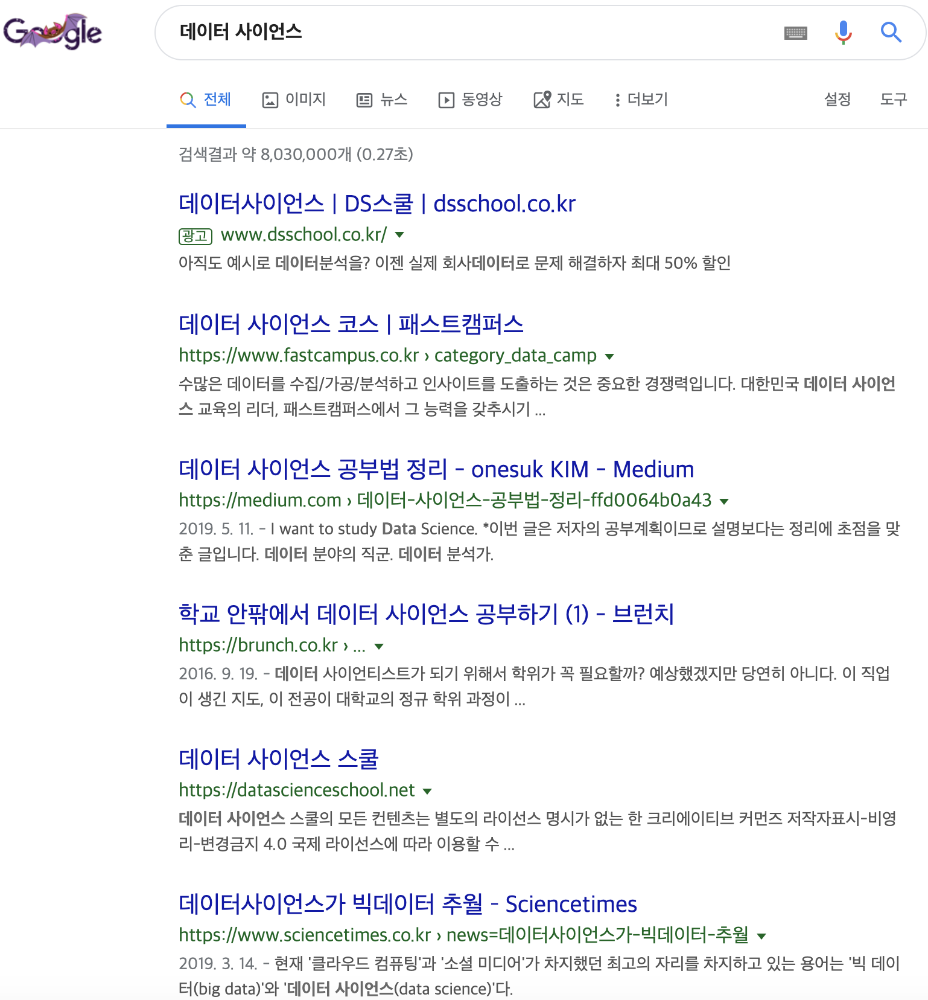 Google
데이터 사이언스
전체 이미지 뉴스 동영상 지도 더보기 설정 도구
검색결과 약 8,030,000개 (0.27초)
데이터사이언스 | DS스쿨 | dsschool.co.kr
광고 www.dsschool.co.kr/
아직도 예시로 데이터분석을? 이젠 실제 회사데이터로 문제 해결하자 최대 50% 할인
데이터 사이언스 코스 | 패스트캠퍼스
https://www.fastcampus.co.kr › category_data_camp
수많은 데이터를 수집/가공/분석하고 인사이트를 도출하는 것은 중요한 경쟁력입니다. 대한민국 데이터 사이언
스 교육의 리더, 패스트캠퍼스에서 그 능력을 갖추시기 ...
데이터 사이언스 공부법 정리 - onesuk KIM - Medium
https://medium.com › 데이터-사이언스-공부법-정리-ffd0064b0a43
2019. 5. 11. - I want to study Data Science. *이번 글은 저자의 공부계획이므로 설명보다는 정리에 초점을 맞
춘 글입니다. 데이터 분야의 직군. 데이터 분석가.
학교 안팎에서 데이터 사이언스 공부하기 (1) - 브런치
https://brunch.co.kr › ...
2016. 9. 19. - 데이터 사이언티스트가 되기 위해서 학위가 꼭 필요할까? 예상했겠지만 당연히 아니다. 이 직업
이 생긴 지도, 이 전공이 대학교의 정규 학위 과정이 ...
데이터 사이언스 스쿨
https://datascienceschool.net
데이터 사이언스 스쿨의 모든 컨텐츠는 별도의 라이선스 명시가 없는 한 크리에이티브 커먼즈 저작자표시-비영
리-변경금지 4.0 국제 라이선스에 따라 이용할 수 ...
데이터사이언스가 빅데이터 추월 - Sciencetimes
https://www.sciencetimes.co.kr › news=데이터사이언스가-빅데이터-추월
2019. 3. 14. - 현재 '클라우드 컴퓨팅'과 '소셜 미디어'가 차지했던 최고의 자리를 차지하고 있는 용어는 '빅 데이
터(big data)'와 '데이터 사이언스(data science)'다.